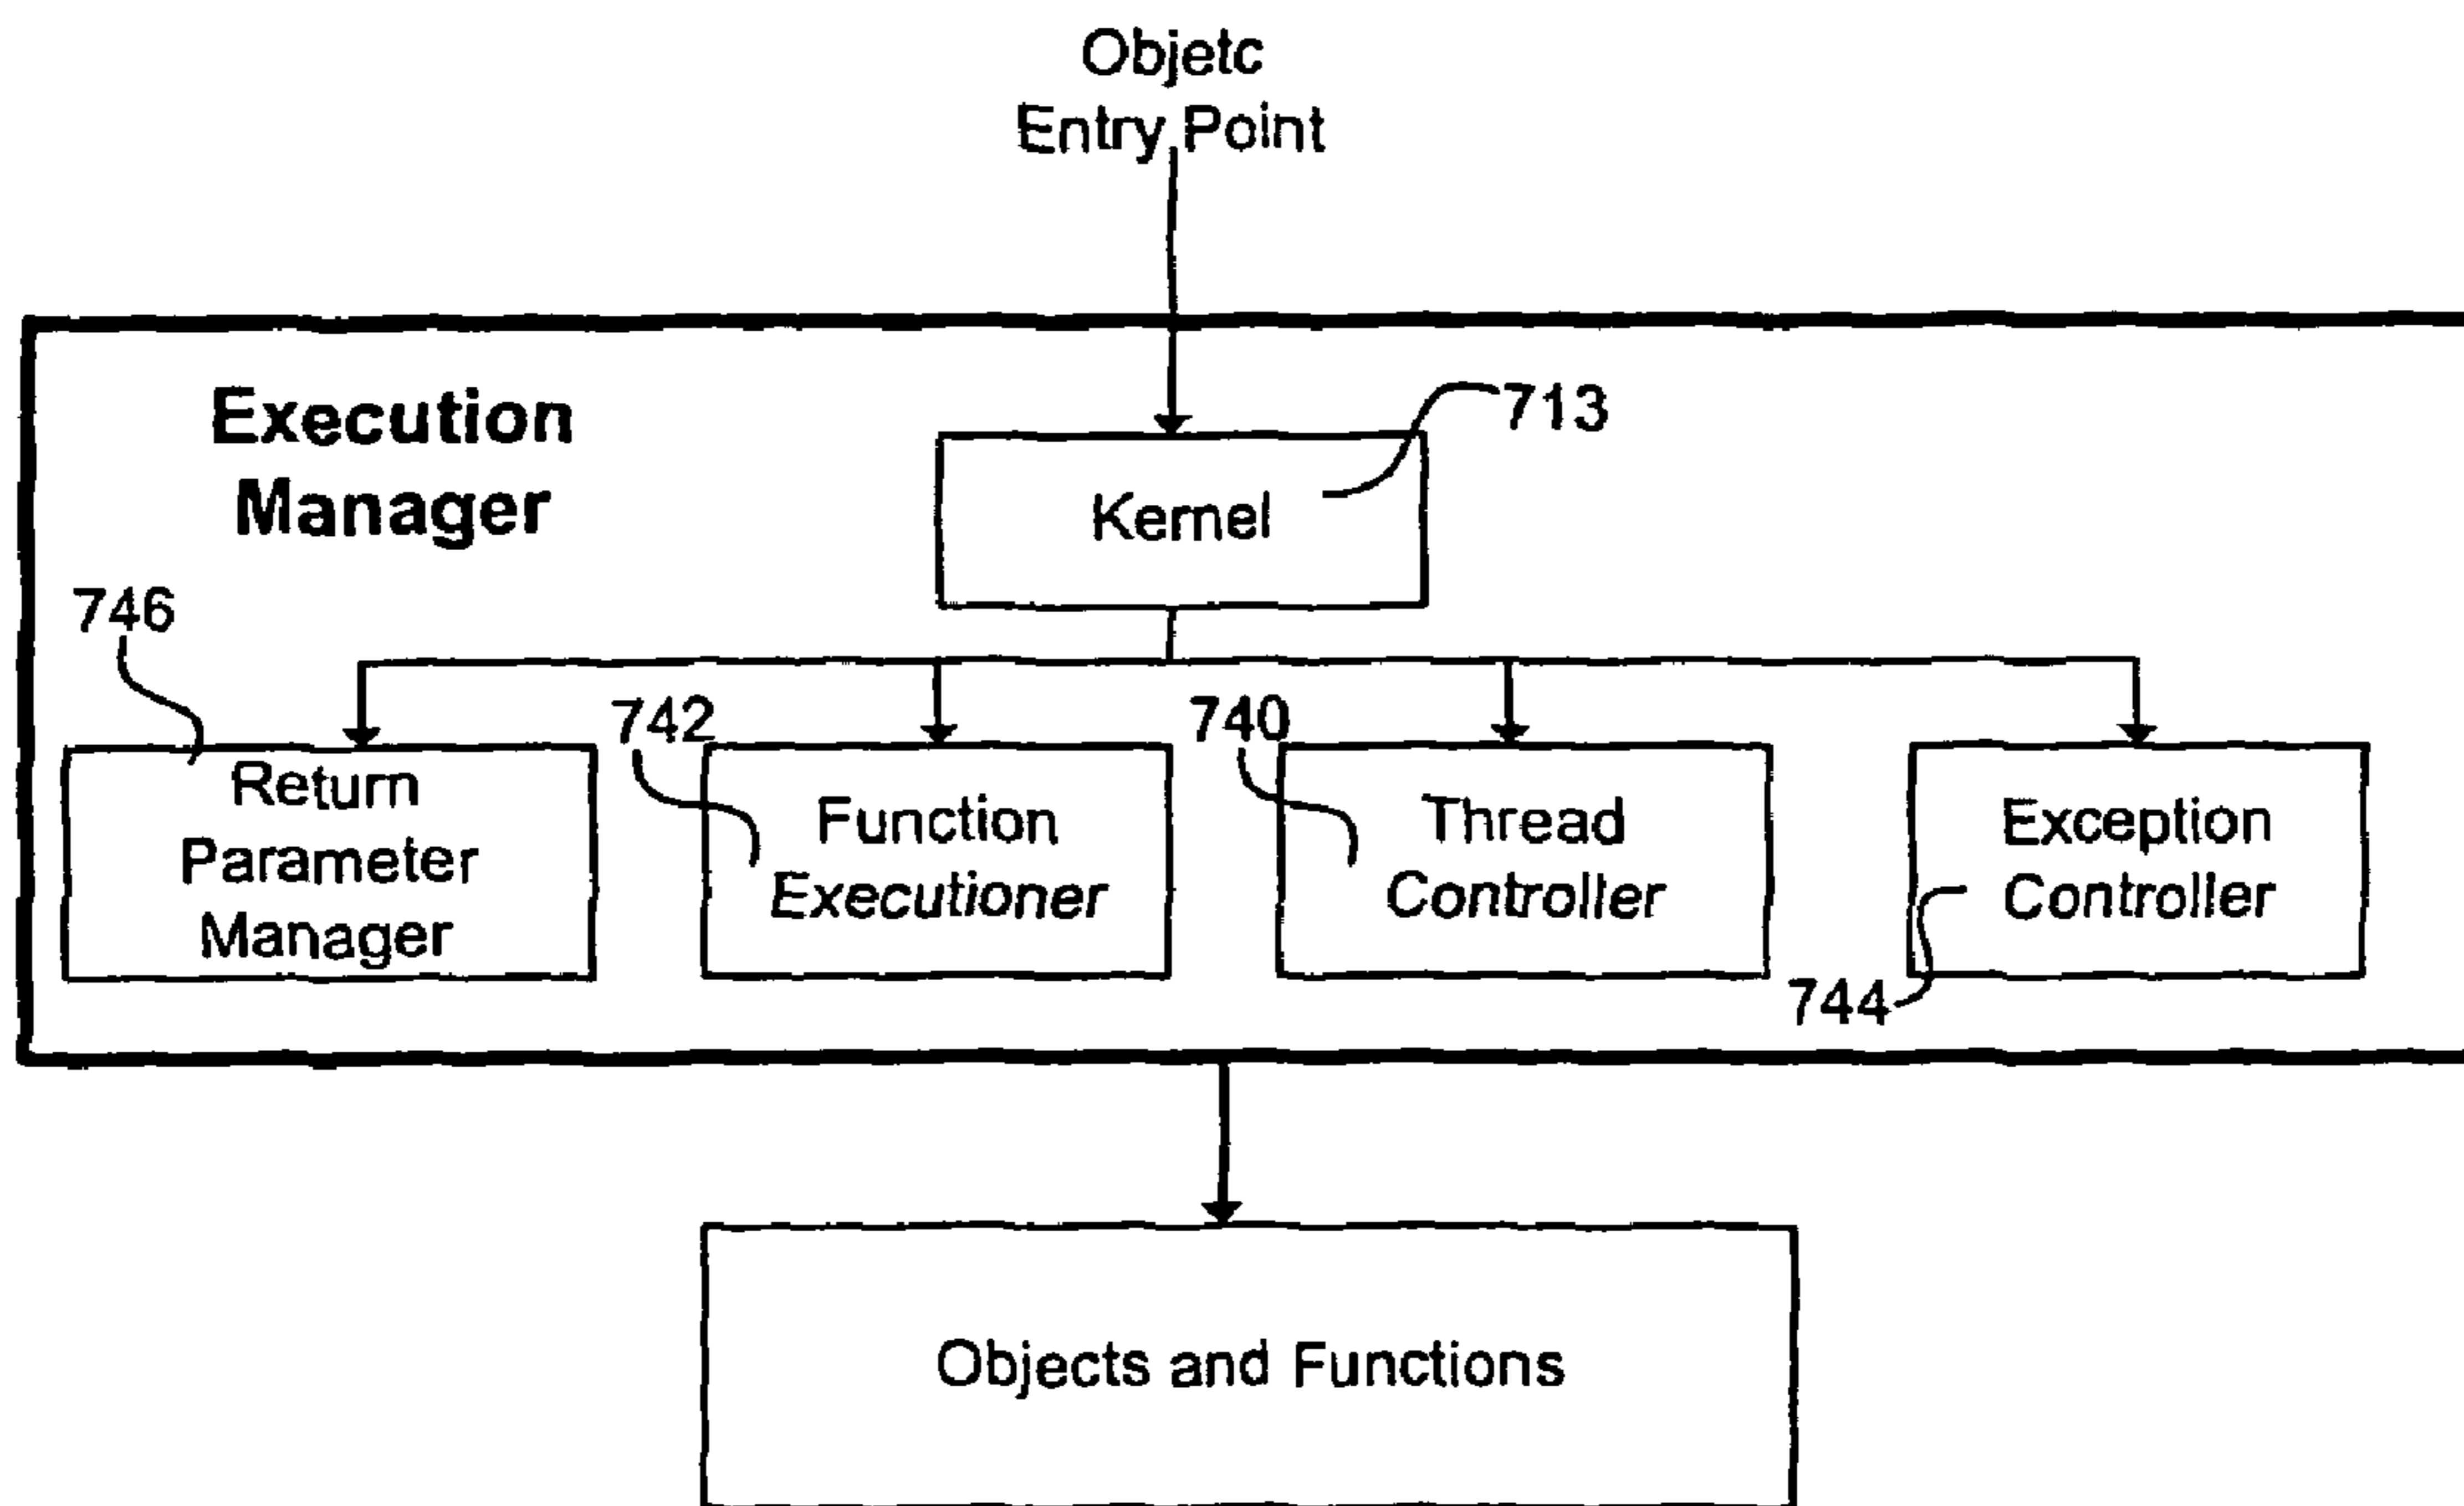 Objetc
Entry Point
Execution
Manager
713
Kernel
746
742
740
Return
Parameter
Manager
Function
Executioner
Thread
Controller
Exception
Controller
744
Objects and Functions